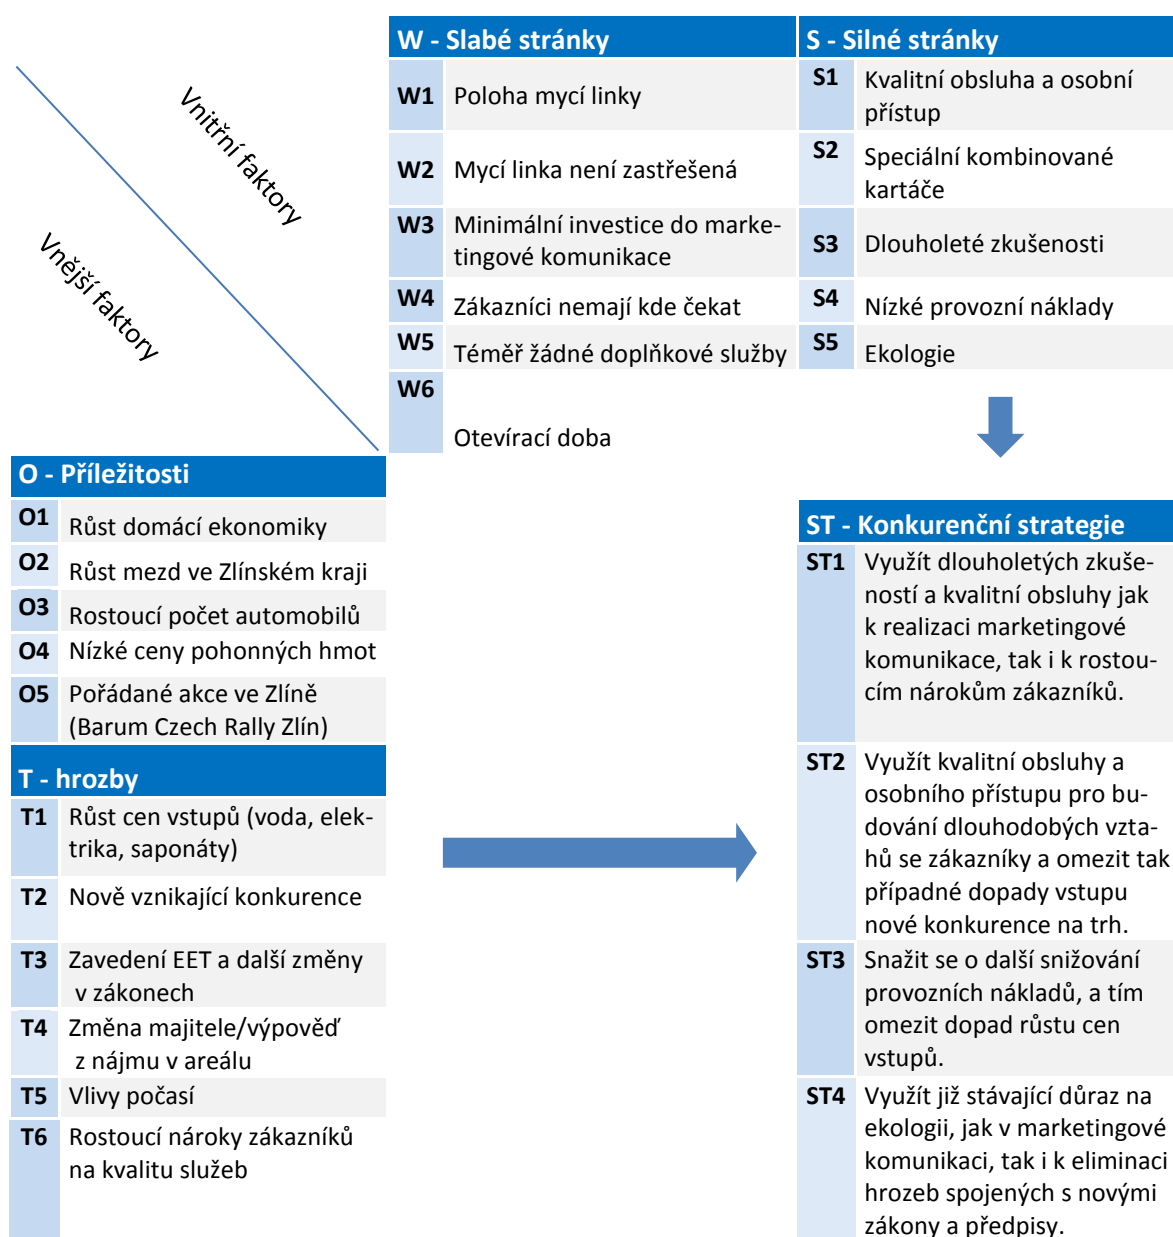 W - Slabé stránky
S - Silné stránky
Vnitřní faktory
Vnější faktory
W1 Poloha mycí linky
W2 Mycí linka není zastřešená
W3 Minimální investice do marke-
tingové komunikace
W4 Zákazníci nemají kde čekat
W5 Téměř žádné doplňkové služby
W6
Otevírací doba
S1 Kvalitní obsluha a osobní
přístup
S2 Speciální kombinované
kartáče
S3 Dlouholeté zkušenosti
S4 Nízké provozní náklady
S5 Ekologie
O - Příležitosti
O1 Růst domácí ekonomiky
O2 Růst mezd ve Zlínském kraji
O3 Rostoucí počet automobilů
O4 Nízké ceny pohonných hmot
O5 Pořádané akce ve Zlíně
(Barum Czech Rally Zlín)
T - hrozby
T1 Růst cen vstupů (voda, elek-
trika, saponáty)
T2 Nově vznikající konkurence
T3 Zavedení EET a další změny
v zákonech
T4 Změna majitele/výpověď
z nájmu v areálu
T5 Vlivy počasí
T6 Rostoucí nároky zákazníků
na kvalitu služeb
ST - Konkurenční strategie
ST1 Využít dlouholetých zkuše-
ností a kvalitní obsluhy jak
k realizaci marketingové
komunikace, tak i k rostou-
cím nárokům zákazníků.
ST2 Využít kvalitní obsluhy a
osobního přístupu pro bu-
dování dlouhodobých vzta-
hů se zákazníky a omezit tak
případné dopady vstupu
nové konkurence na trh.
ST3 Snažit se o další snižování
provozních nákladů, a tím
omezit dopad růstu cen
vstupů.
ST4 Využít již stávající důraz na
ekologii, jak v marketingové
komunikaci, tak i k eliminaci
hrozeb spojených s novými
zákony a předpisy.